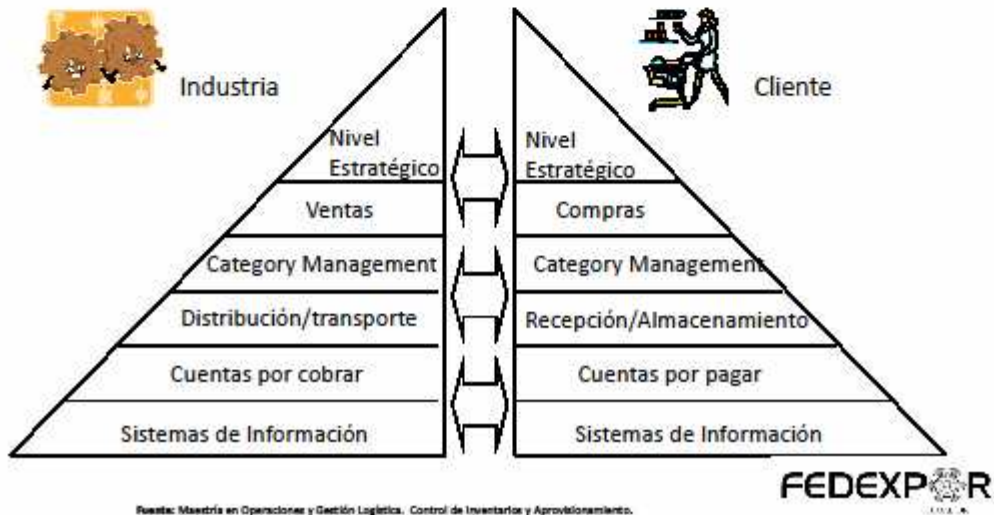 Industria
Cliente
Nivel
Estratégico
Nivel
Estratégico
Ventas
Compras
Category Management
Category Management
Distribución/transporte
Recepción/Almacenamiento
Cuentas por cobrar
Cuentas por pagar
Sistemas de Información
Sistemas de Información
FEDEXPOR
Fuente: Maestría en Operaciones y Gestión Logística. Control de Inventarios y Aprovisionamiento.